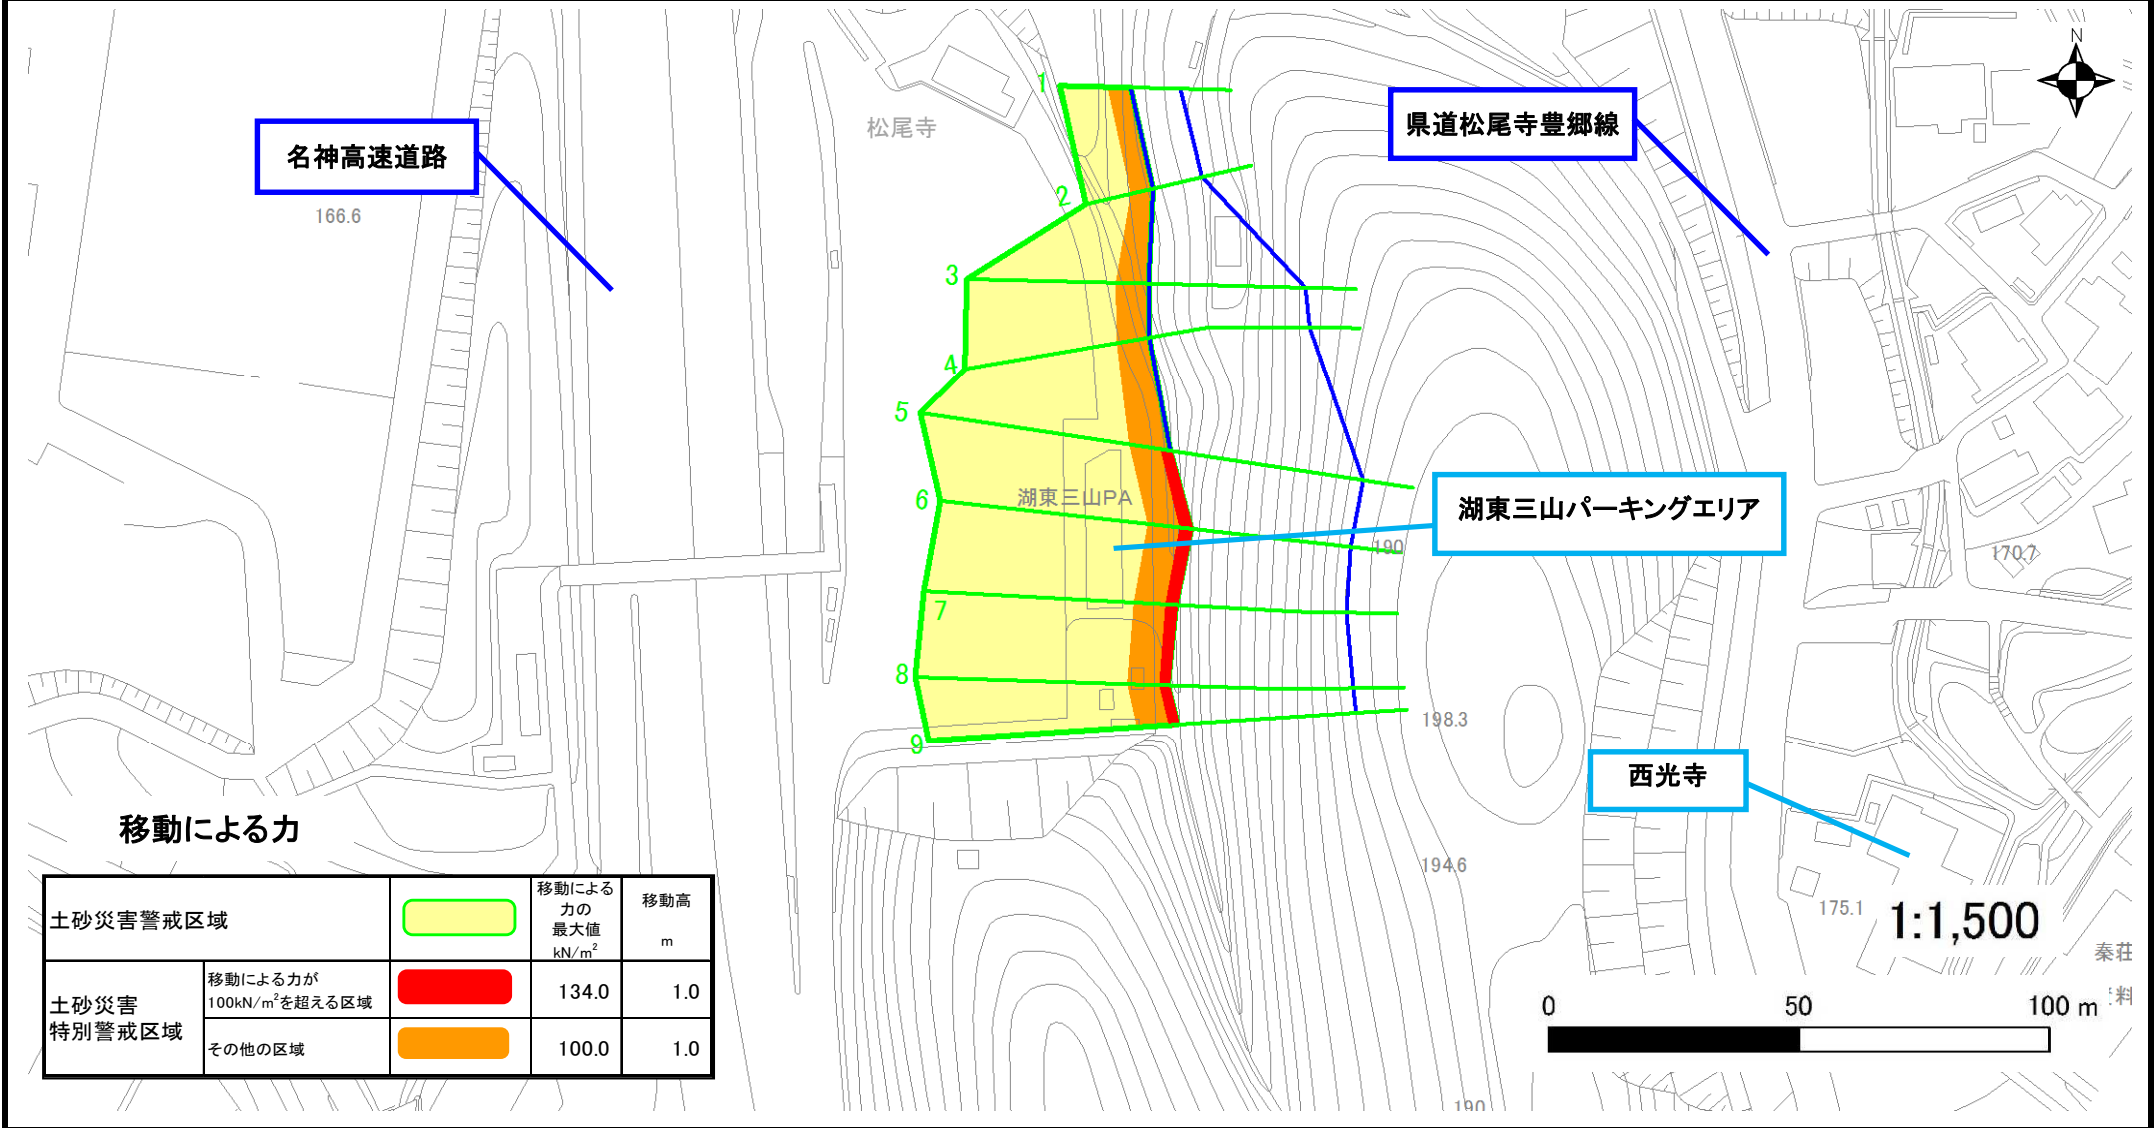 N
1
松尾寺
県道松尾寺豊郷線
名神高速道路
2
166.6
3
4
5
6
湖東三山PA
湖東三山パーキングエリア
190
170.7
7
8
198.3
9
西光寺
移動による力
194.6
175.1
1:1,500
秦荘
料
0 50 100 m
190
土砂災害警戒区域
移動による
力の
最大値
kN/m²
移動高
m
土砂災害
特別警戒区域
移動による力が
100kN/m²を超える区域
134.0 1.0
その他の区域
100.0 1.0